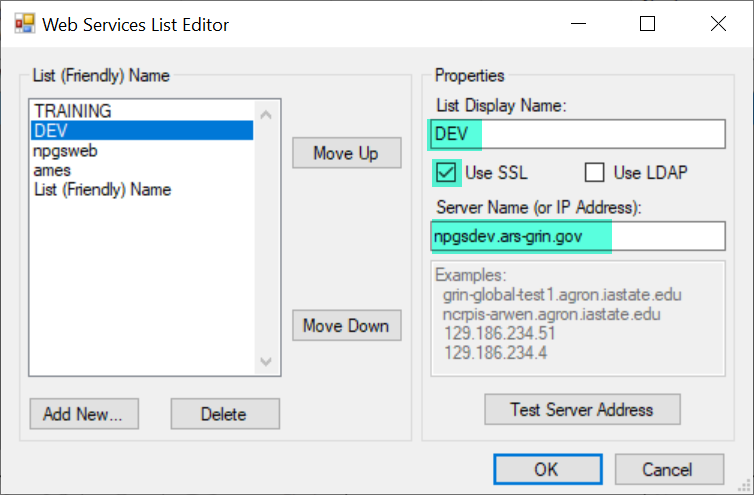 Web Services List Editor
List (Friendly) Name
TRAINING
DEV
npgsweb
ames
List (Friendly) Name
Move Up
Move Down
Add New...
Delete
Properties
List Display Name:
DEV
Use SSL
Use LDAP
Server Name (or IP Address):
npgsdev.ars-grin.gov
Examples:
grin-global-test1.agron.iastate.edu
ncrpis-arwen.agron.iastate.edu
129.186.234.51
129.186.234.4
Test Server Address
OK
Cancel